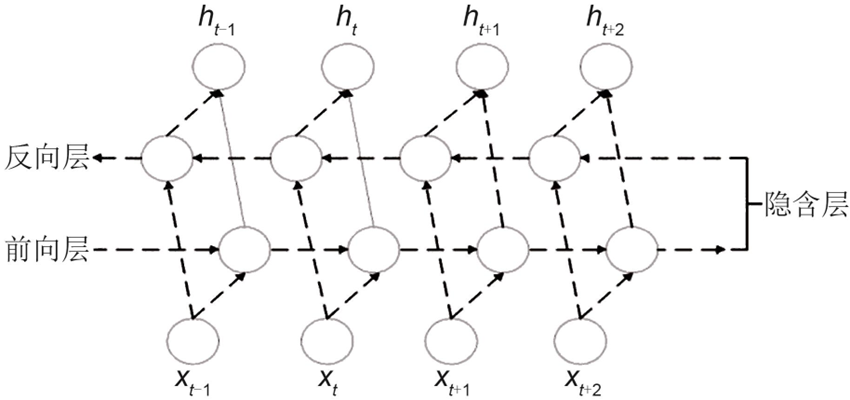 h_{t−1} h_t h_{t+1} h_{t+2}
反向层
隐含层
前向层
x_{t−1} x_t x_{t+1} x_{t+2}